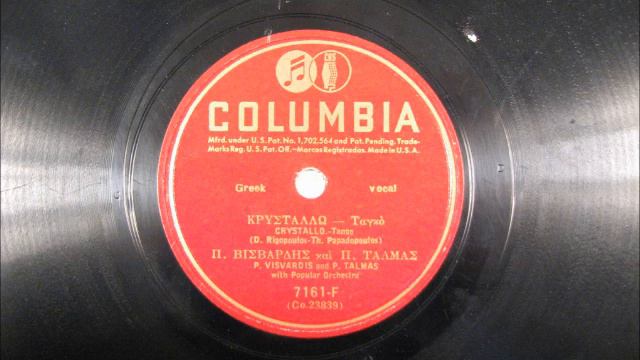 COLUMBIA
Mfrd. under U.S. Pat. No. 1,702,564 and Pat. Pending. Trade-
Marks Reg. U.S. Pat. Off.—Marcas Registradas. Made in U.S.A.
Greek vocal
ΚΡΥΣΤΑΛΛΩ — Ταγκὸ
CRYSTALLO.-Tango
(D. Rigopoulos-Th. Papadopoulos)
Π. ΒΙΣΒΑΡΔΗΣ καὶ Π. ΤΑΛΜΑΣ
P. VISVARDIS and P. TALMAS
with Popular Orchestra
7161-F
(Co. 23839)